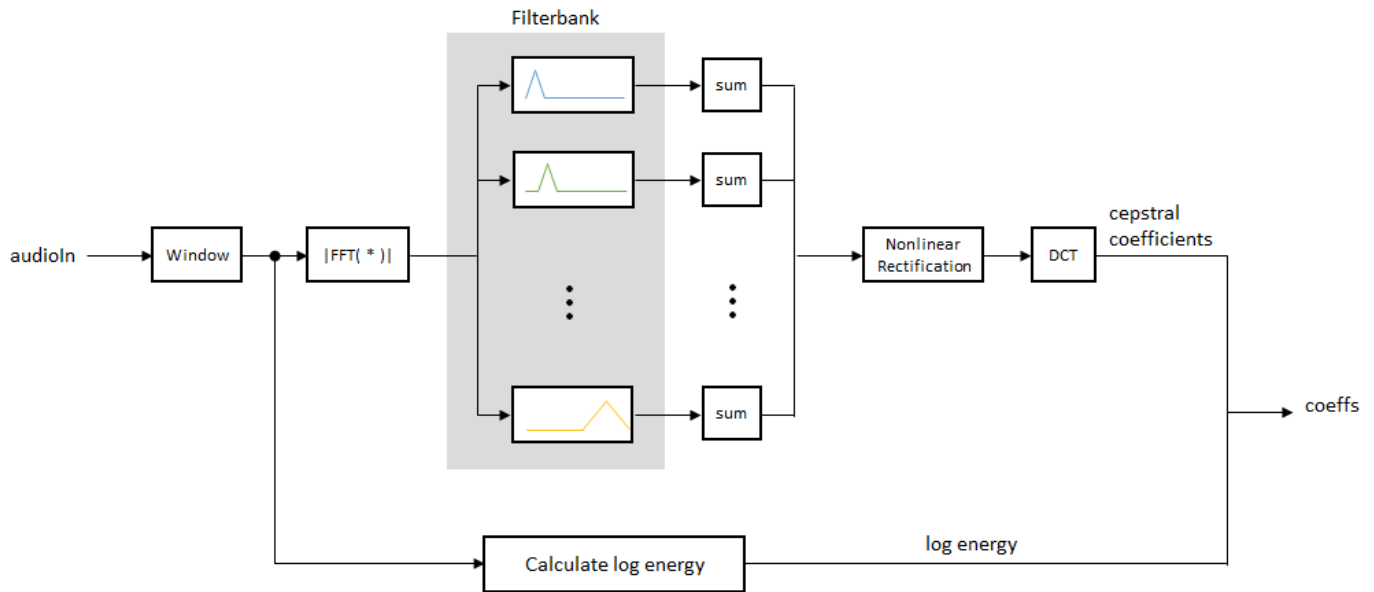 Filterbank
sum
sum
cepstral
coefficients
audioIn
Window
|FFT( * )|
Nonlinear
Rectification
DCT
sum
coeffs
log energy
Calculate log energy